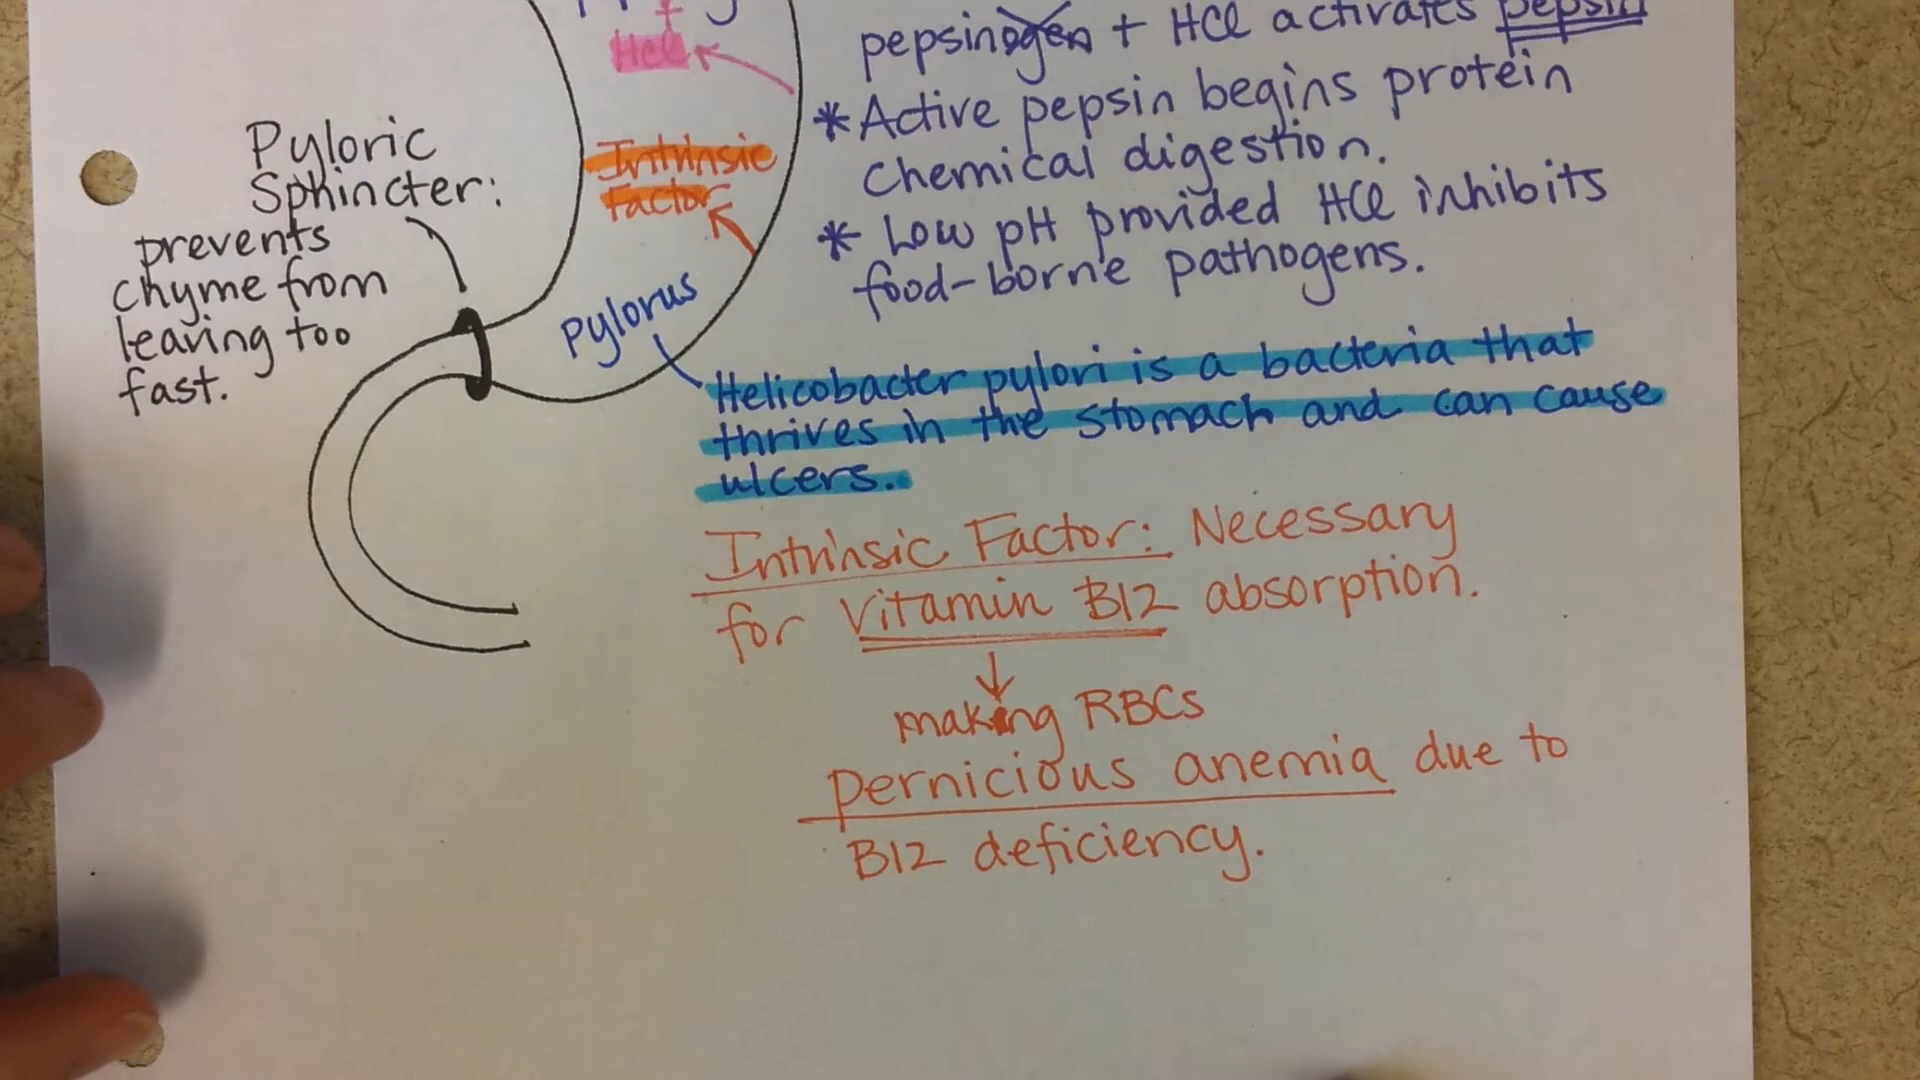 HCl
pepsinogen + HCl activates pepsin
*Active pepsin begins protein
chemical digestion.
* Low pH provided HCl inhibits
food-borne pathogens.
Pyloric
Sphincter:
prevents
chyme from
leaving too
fast.
Intrinsic
Factor
Pylorus
Helicobacter pylori is a bacteria that
thrives in the stomach and can cause
ulcers.
Intrinsic Factor: Necessary
for Vitamin B12 absorption.
↓
making RBCs
pernicious anemia due to
B12 deficiency.